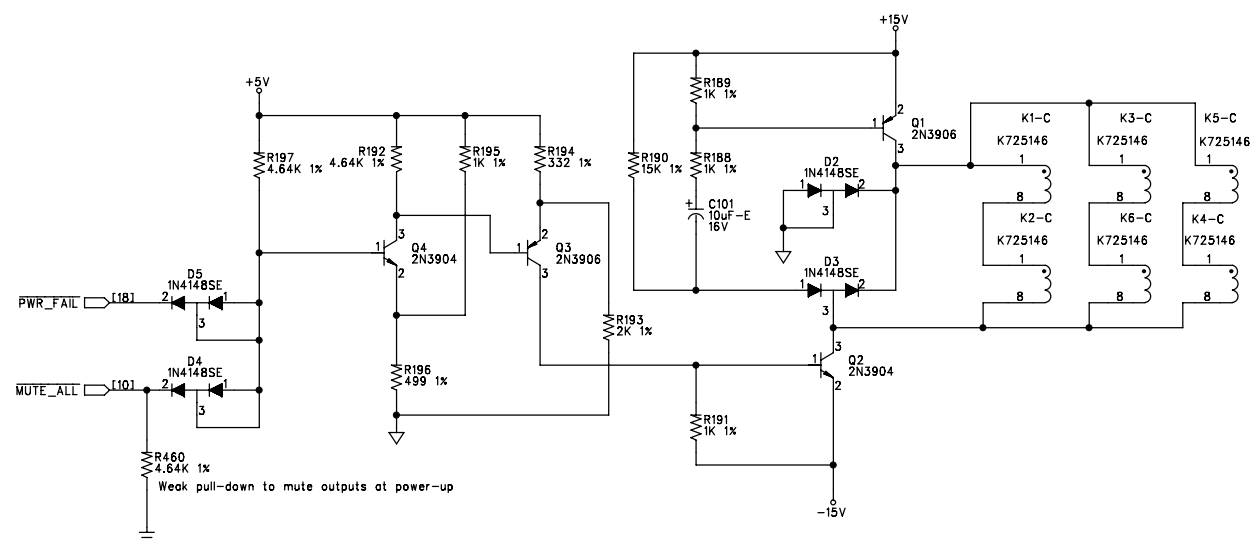 +15V
+5V
R189
1K 1%
Q1
2N3906
1
2
3
K1-C
K3-C
K5-C
K725146
K725146
K725146
R197
4.64K 1%
R192
4.64K 1%
R195
1K 1%
R194
332 1%
R190
15K 1%
R188
1K 1%
D2
1N4148SE
1
2
3
1
1
1
8
8
8
C101
10uF-E
16V
+
K2-C
K6-C
K4-C
K725146
K725146
K725146
Q4
2N3904
1
3
2
Q3
2N3906
1
2
3
D3
1N4148SE
1
2
3
1
1
1
8
8
8
D5
1N4148SE
PWR_FAIL
[18]
2
1
3
R193
2K 1%
Q2
2N3904
1
3
2
D4
1N4148SE
MUTE_ALL
[10]
2
1
3
R196
499 1%
R191
1K 1%
R460
4.64K 1%
Weak pull-down to mute outputs at power-up
-15V